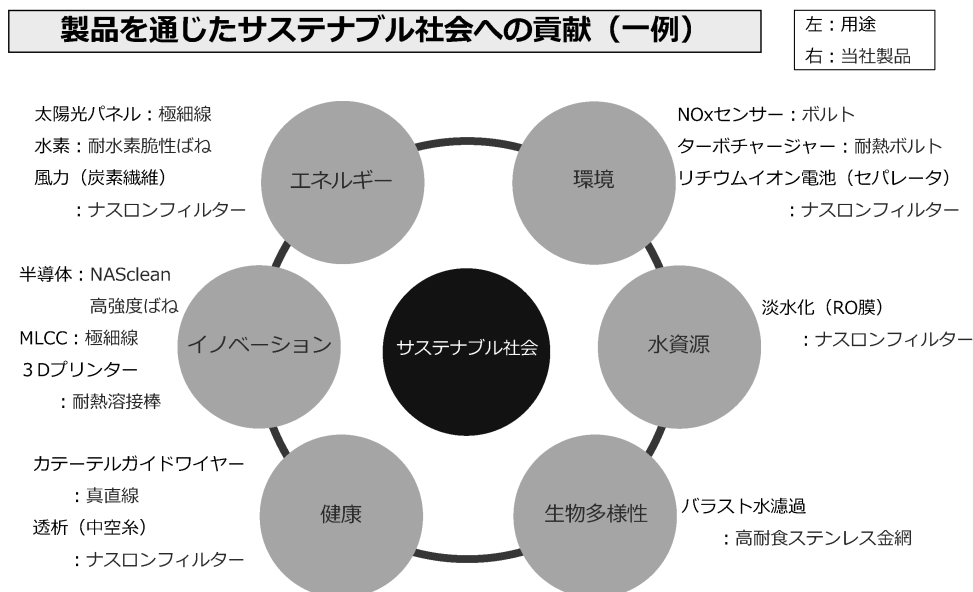 製品を通じたサステナブル社会への貢献（一例）
左：用途
右：当社製品
太陽光パネル：極細線
水素：耐水素脆性ばね
風力（炭素繊維）
：ナスロンフィルター
エネルギー
環境
NOxセンサー：ボルト
ターボチャージャー：耐熱ボルト
リチウムイオン電池（セパレータ）
：ナスロンフィルター
半導体：NASclean
高強度ばね
MLCC：極細線
３Dプリンター
：耐熱溶接棒
イノベーション
サステナブル社会
水資源
淡水化（RO膜）
：ナスロンフィルター
カテーテルガイドワイヤー
：真直線
透析（中空糸）
：ナスロンフィルター
健康
生物多様性
バラスト水濾過
：高耐食ステンレス金網